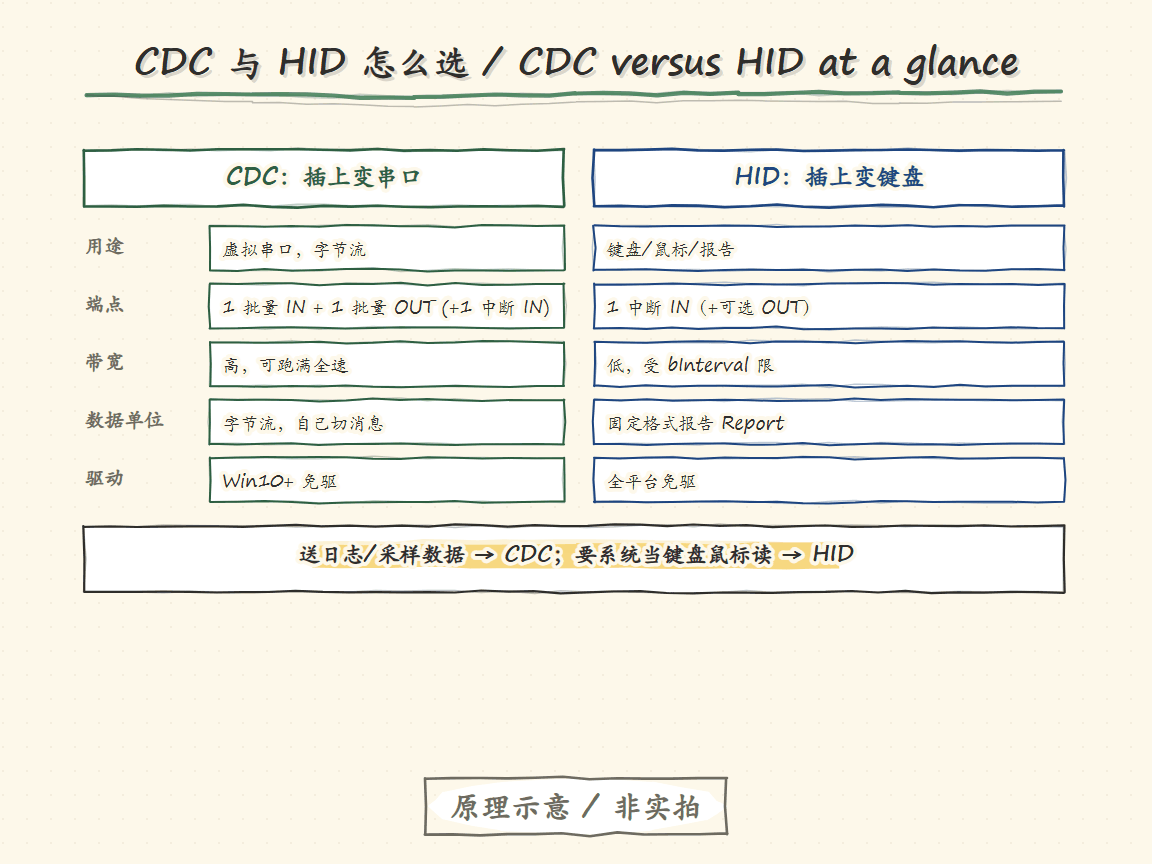 CDC 与 HID 怎么选 / CDC versus HID at a glance
CDC：插上变串口
HID：插上变键盘
用途
虚拟串口，字节流
键盘/鼠标/报告
端点
1 批量 IN + 1 批量 OUT (+1 中断 IN)
1 中断 IN（+可选 OUT）
带宽
高，可跑满全速
低，受 bInterval 限
数据单位
字节流，自己切消息
固定格式报告 Report
驱动
Win10+ 免驱
全平台免驱
送日志/采样数据 → CDC；要系统当键盘鼠标读 → HID
原理示意 / 非实拍